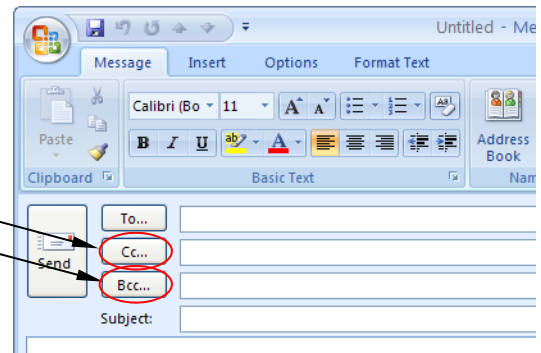 Untitled - Me
Message Insert Options Format Text
Calibri (Bo 11 A A
Paste B I U ab A Address
Book
Clipboard Basic Text Nam
To...
Cc...
Send
Bcc...
Subject: